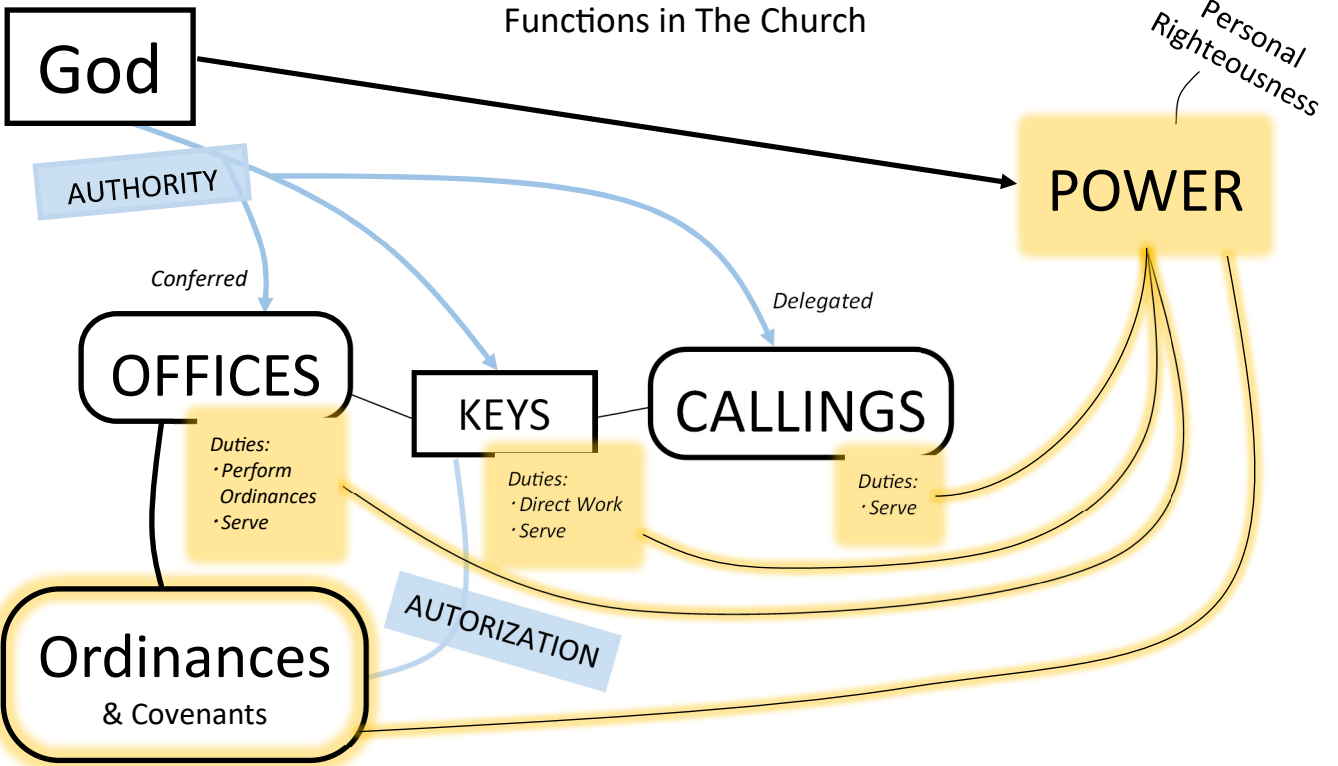 Functions in The Church
God
Personal
Righteousness
AUTHORITY
POWER
Conferred
Delegated
OFFICES
KEYS
CALLINGS
Duties:
· Perform
Ordinances
· Serve
Duties:
· Direct Work
· Serve
Duties:
· Serve
AUTORIZATION
Ordinances
& Covenants